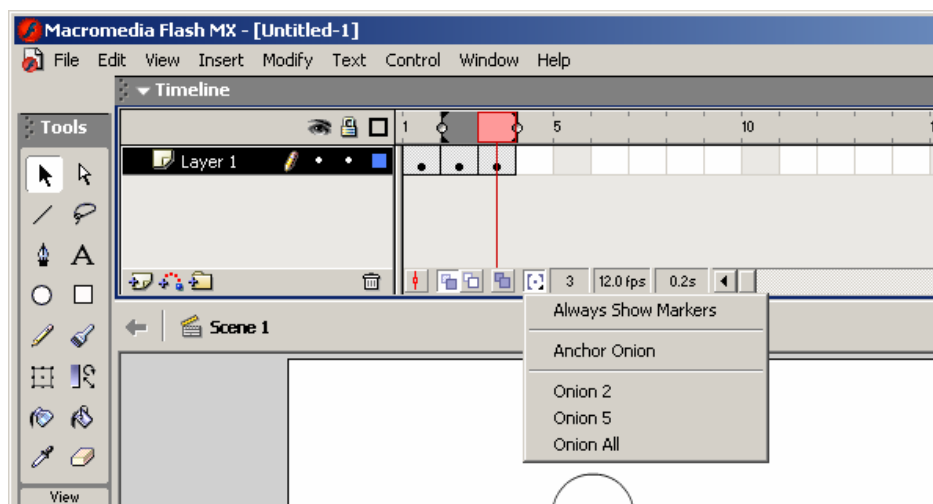 Macromedia Flash MX - [Untitled-1]
File Edit View Insert Modify Text Control Window Help
Timeline
Tools
1 5 10
Layer 1
A
3 12.0 fps 0.2s
Always Show Markers
Scene 1
Anchor Onion
Onion 2
Onion 5
Onion All
View